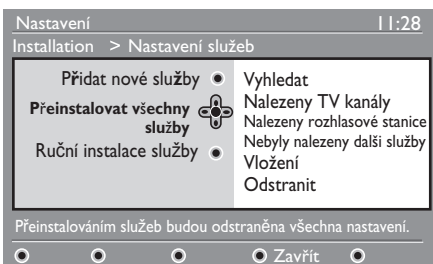 Nastavení 11:28
Installation > Nastavení služeb
Přidat nové služby
Přeinstalovat všechny
služby
Ruční instalace služby
Vyhledat
Nalezeny TV kanály
Nalezeny rozhlasové stanice
Nebyly nalezeny dalši služby
Vložení
Odstranit
Přeinstalováním služeb budou odstraněna všechna nastavení.
Zavřít